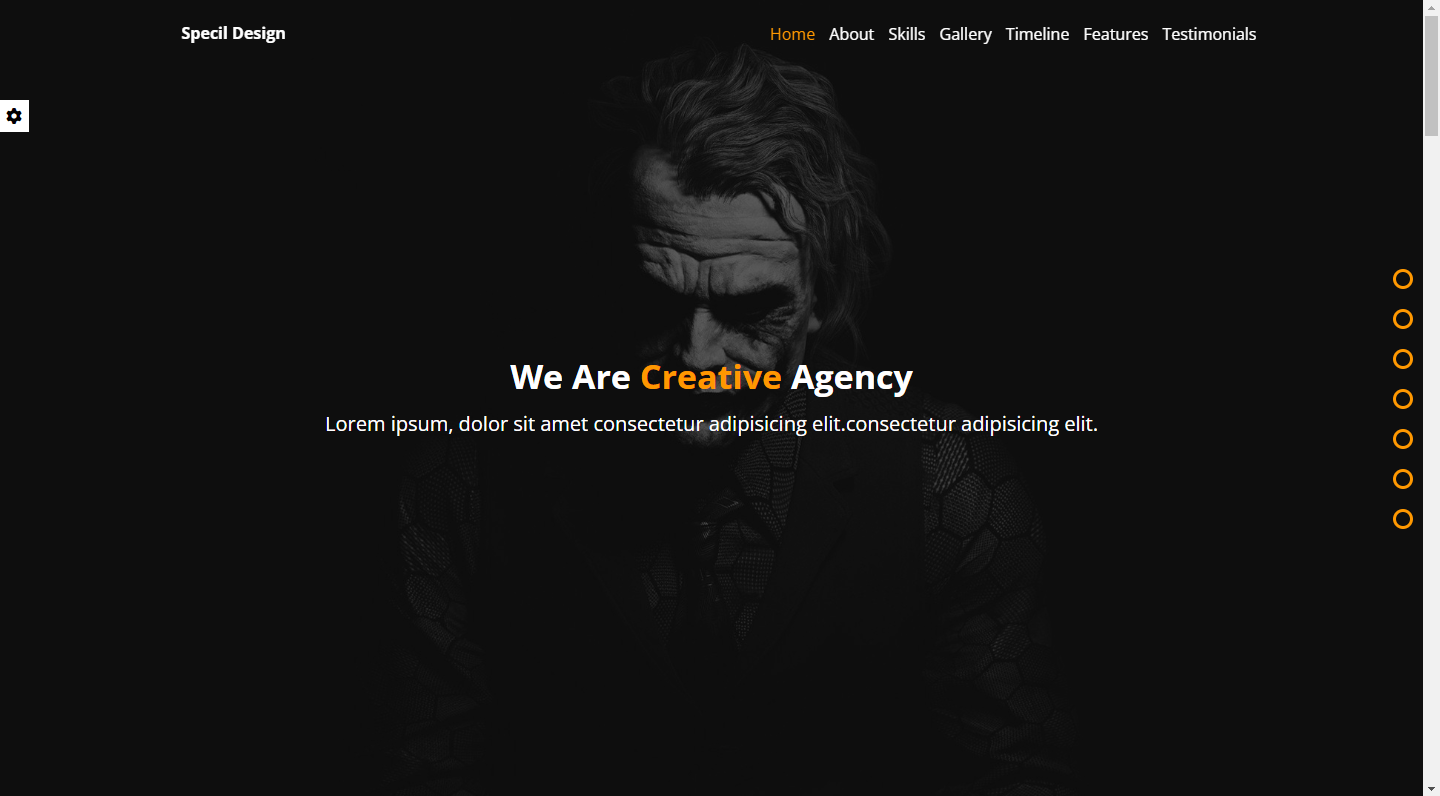 Specil Design
Home About Skills Gallery Timeline Features Testimonials
We Are Creative Agency
Lorem ipsum, dolor sit amet consectetur adipisicing elit.consectetur adipisicing elit.